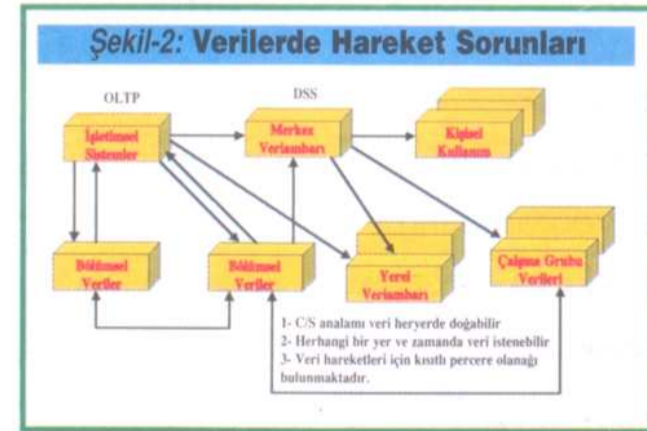 Şekil-2: Verilerde Hareket Sorunları
OLTP
DSS
İşletimsel
Sistemler
Merkez
Veriambarı
Kişisel
Kullanım
Bölümsel
Veriler
Bölümsel
Veriler
Yerel
Veriambarı
Çalışma Grubu
Verileri
1- C/S analamı veri heryerde doğabilir
2- Herhangi bir yer ve zamanda veri istenebilir
3- Veri hareketleri için kısıtlı percere olanağı
bulunmaktadır.